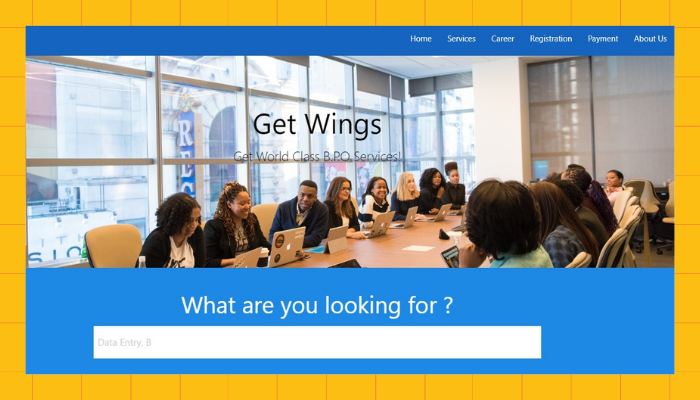 Home Services Career Registration Payment About Us
Get Wings
Get World Class B.P.O. Services!
What are you looking for ?
Data Entry, B